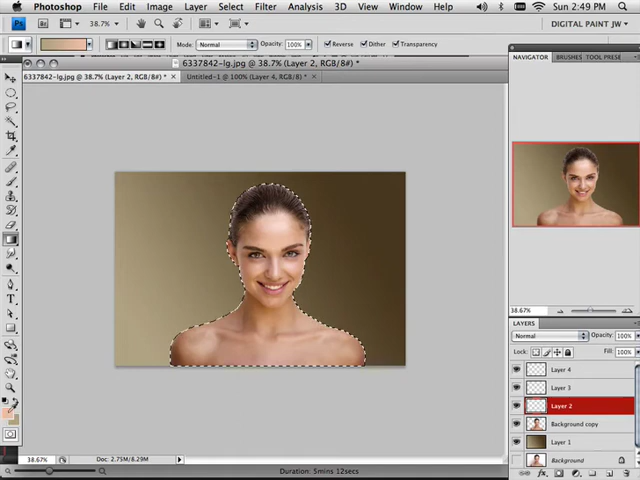 Photoshop File Edit Image Layer Select Filter Analysis 3D View Window Help Sun 2:49 PM
38.7% DIGITAL PAINT JW
Mode: Normal Opacity: 100% Reverse Dither Transparency
6337842-lg.jpg @ 38.7% (Layer 2, RGB/8#) *
6337842-lg.jpg @ 38.7% (Layer 2, RGB/8#) * Untitled-1 @ 100% (Layer 4, RGB/8) *
NAVIGATOR BRUSHES TOOL PRESE
38.67%
LAYERS
Normal Opacity: 100%
Lock: Fill: 100%
Layer 4
Layer 3
Layer 2
Background copy
Layer 1
Background
38.67% Doc: 2.75M/8.29M
Duration: 5mins 12secs